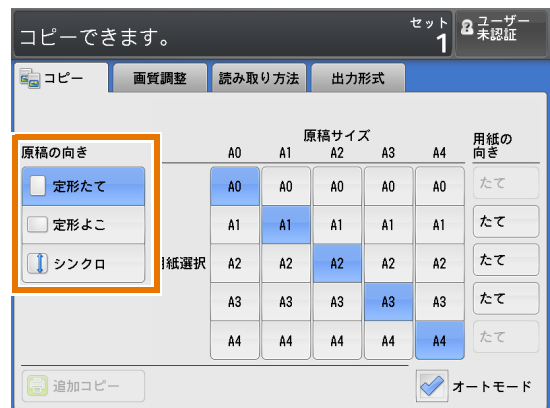 コピーできます。
セット
1
ユーザー
未認証
コピー
画質調整
読み取り方法
出力形式
原稿の向き
定形たて
定形よこ
シンクロ
原稿サイズ
A0 A1 A2 A3 A4
用紙の
向き
用紙選択
A0 A0 A0 A0 A0 たて
A1 A1 A1 A1 A1 たて
A2 A2 A2 A2 A2 たて
A3 A3 A3 A3 A3 たて
A4 A4 A4 A4 A4 たて
追加コピー
オートモード